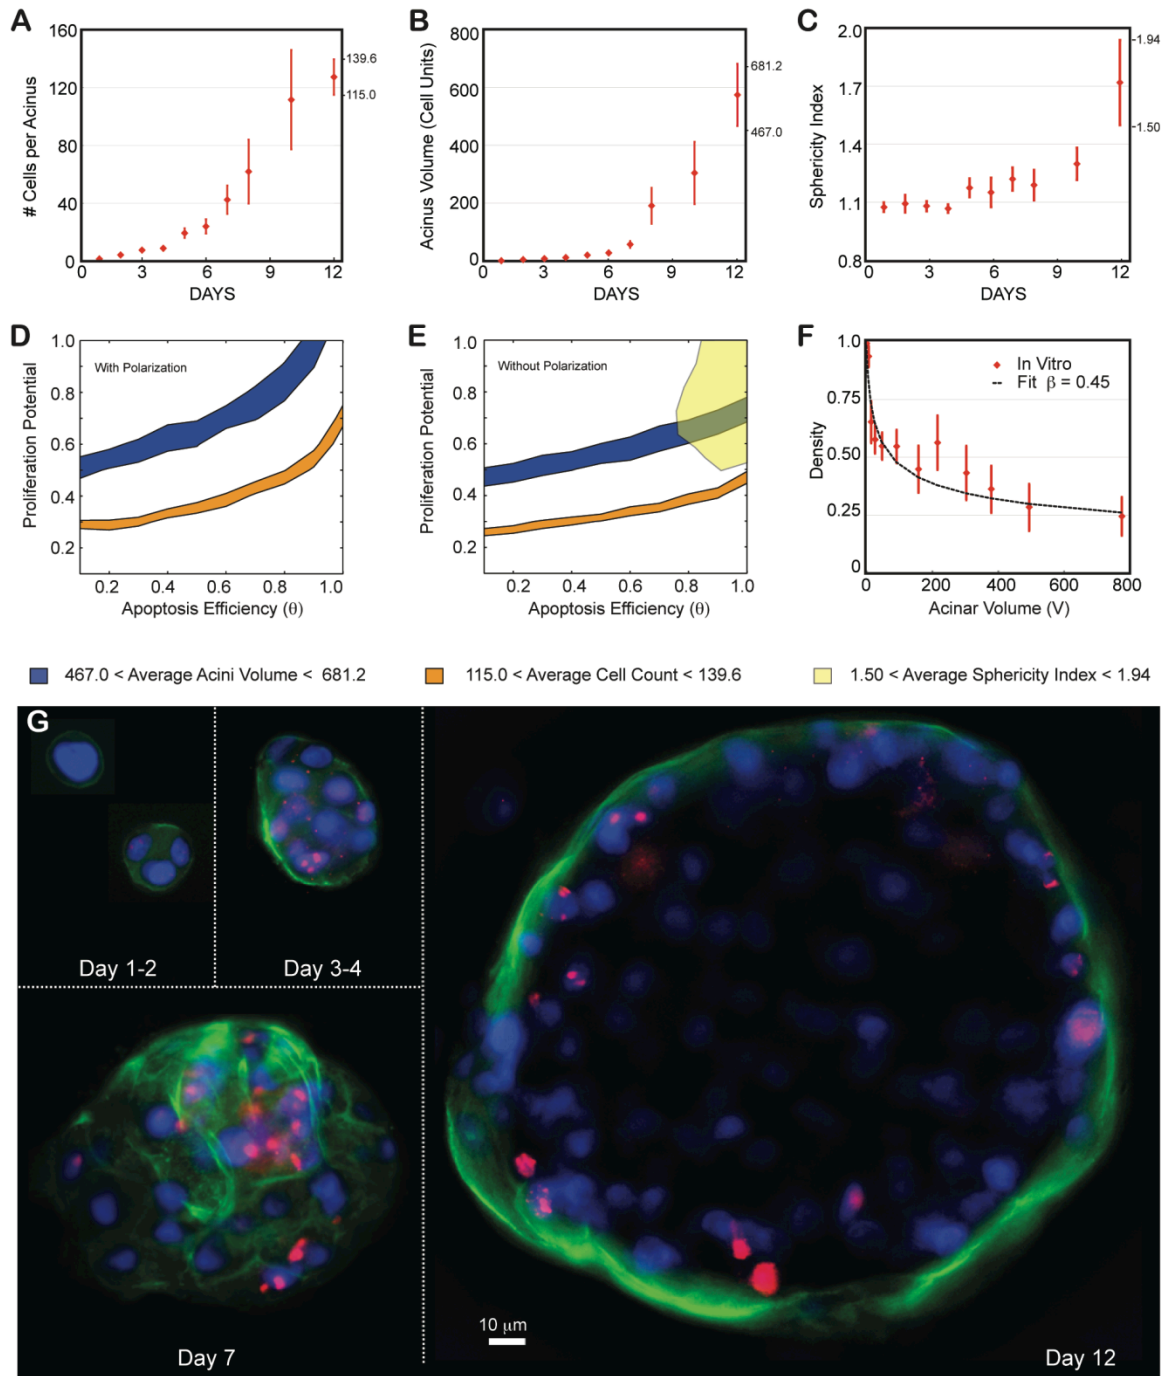 A
# Cells per Acinus
160
120
80
40
0
0 3 6 9 12
DAYS
139.6
115.0
B
Acinus Volume (Cell Units)
800
600
400
200
0
0 3 6 9 12
DAYS
681.2
467.0
C
Sphericity Index
2.0
1.7
1.4
1.1
0.8
0 3 6 9 12
DAYS
1.94
1.50
D
Proliferation Potential
1.0
0.8
0.6
0.4
0.2
With Polarization
0.2 0.4 0.6 0.8 1.0
Apoptosis Efficiency (θ)
E
Proliferation Potential
1.0
0.8
0.6
0.4
0.2
Without Polarization
0.2 0.4 0.6 0.8 1.0
Apoptosis Efficiency (θ)
F
Density
1.0
0.75
0.50
0.25
0
In Vitro
Fit β = 0.45
0 200 400 600 800
Acinar Volume (V)
467.0 < Average Acini Volume < 681.2
115.0 < Average Cell Count < 139.6
1.50 < Average Sphericity Index < 1.94
G
Day 1-2
Day 3-4
Day 7
10 μm
Day 12